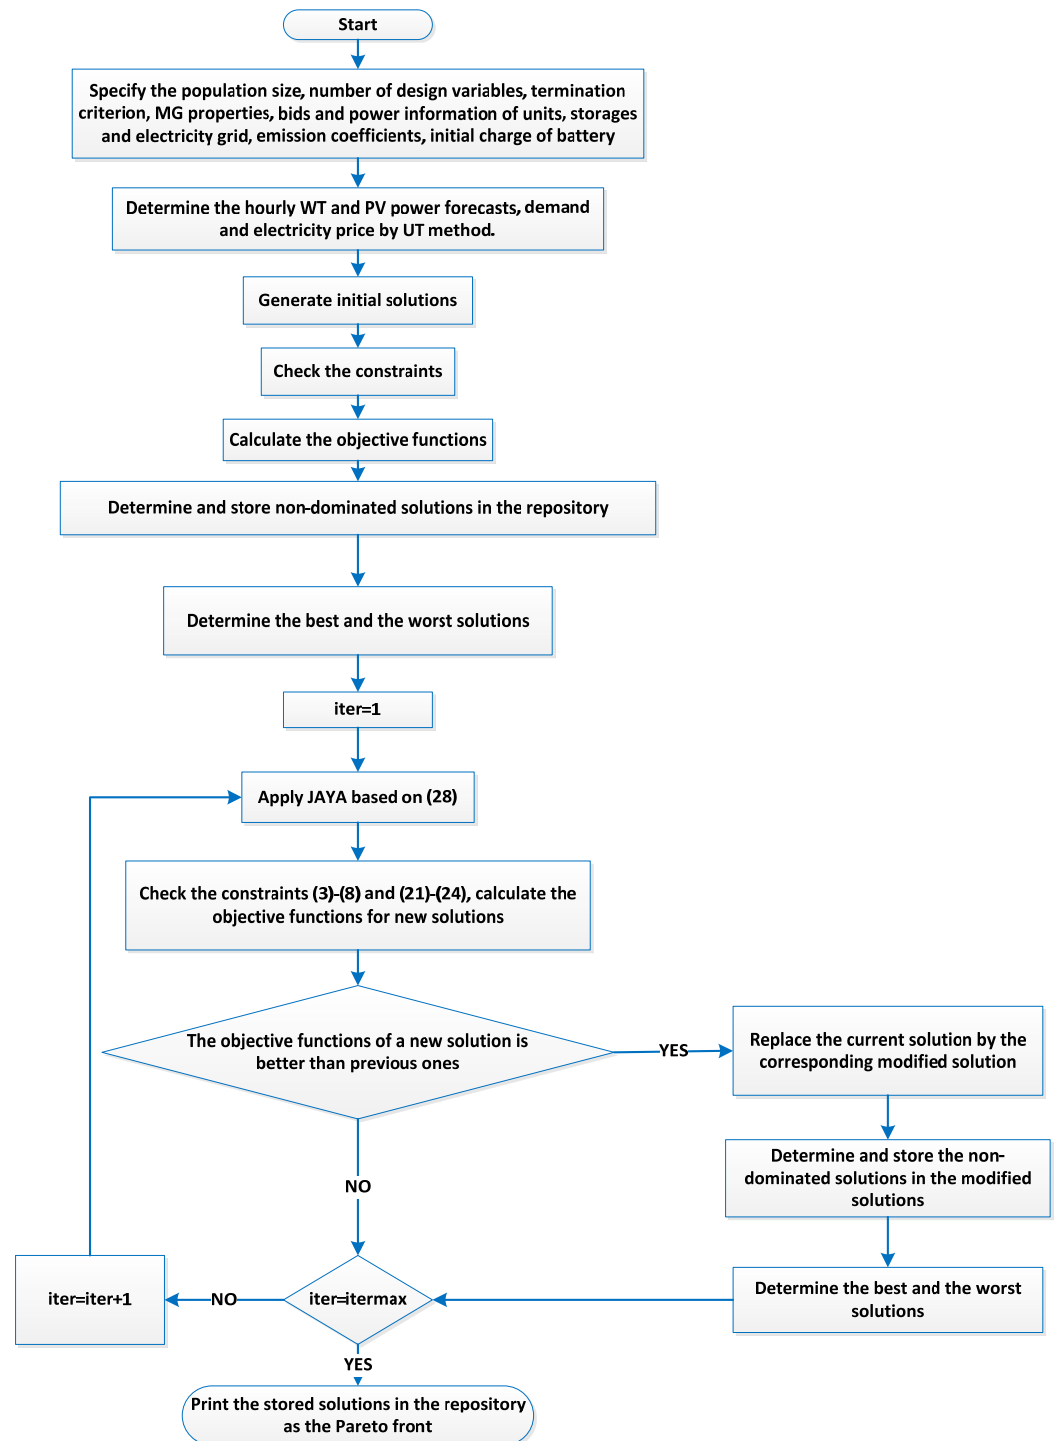 Start
Specify the population size, number of design variables, termination
criterion, MG properties, bids and power information of units, storages
and electricity grid, emission coefficients, initial charge of battery
Determine the hourly WT and PV power forecasts, demand
and electricity price by UT method.
Generate initial solutions
Check the constraints
Calculate the objective functions
Determine and store non-dominated solutions in the repository
Determine the best and the worst solutions
iter=1
Apply JAYA based on (28)
Check the constraints (3)-(8) and (21)-(24), calculate the
objective functions for new solutions
The objective functions of a new solution is
better than previous ones
YES
Replace the current solution by the
corresponding modified solution
Determine and store the non-
dominated solutions in the modified
solutions
Determine the best and the worst
solutions
NO
iter=itermax
NO
iter=iter+1
YES
Print the stored solutions in the repository
as the Pareto front